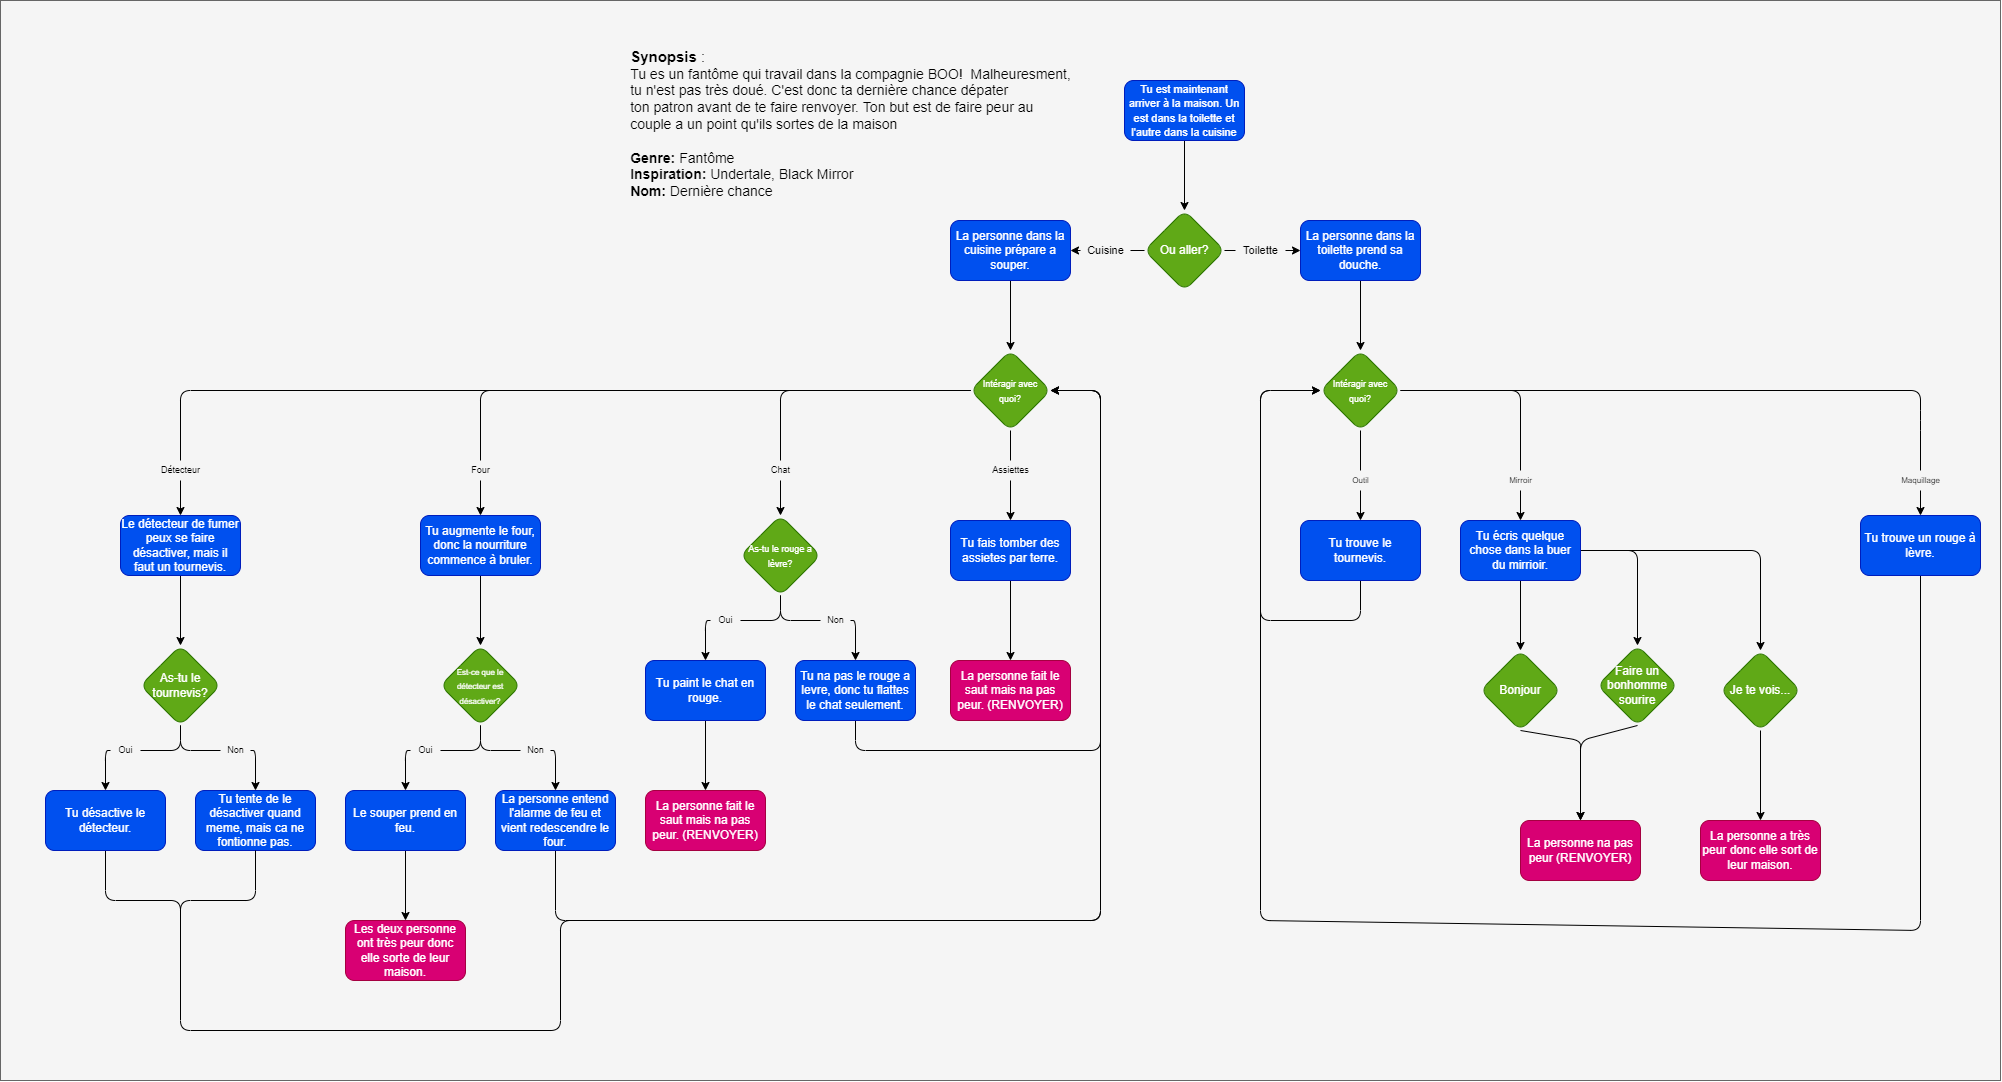 Synopsis :
Tu es un fantôme qui travail dans la compagnie BOO!  Malheuresment,
tu n'est pas très doué. C'est donc ta dernière chance dépater
ton patron avant de te faire renvoyer. Ton but est de faire peur au
couple a un point qu'ils sortes de la maison
Genre: Fantôme
Inspiration: Undertale, Black Mirror
Nom: Dernière chance
Tu est maintenant
arriver à la maison. Un
est dans la toilette et
l'autre dans la cuisine
La personne dans la
cuisine prépare a
souper.
Cuisine
Ou aller?
Toilette
La personne dans la
toilette prend sa
douche.
Intéragir avec
quoi?
Intéragir avec
quoi?
Détecteur
Four
Chat
Assiettes
Outil
Mirroir
Maquillage
Le détecteur de fumer
peux se faire
désactiver, mais il
faut un tournevis.
Tu augmente le four,
donc la nourriture
commence à bruler.
As-tu le rouge a
lèvre?
Tu fais tomber des
assietes par terre.
Tu trouve le
tournevis.
Tu écris quelque
chose dans la buer
du mirrioir.
Tu trouve un rouge à
lèvre.
Oui
Non
As-tu le
tournevis?
Est-ce que le
détecteur est
désactiver?
Tu paint le chat en
rouge.
Tu na pas le rouge a
levre, donc tu flattes
le chat seulement.
La personne fait le
saut mais na pas
peur. (RENVOYER)
Bonjour
Faire un
bonhomme
sourire
Je te vois...
Oui
Non
Oui
Non
Tu désactive le
détecteur.
Tu tente de le
désactiver quand
meme, mais ca ne
fontionne pas.
Le souper prend en
feu.
La personne entend
l'alarme de feu et
vient redescendre le
four.
La personne fait le
saut mais na pas
peur. (RENVOYER)
La personne na pas
peur (RENVOYER)
La personne a très
peur donc elle sort de
leur maison.
Les deux personne
ont très peur donc
elle sorte de leur
maison.